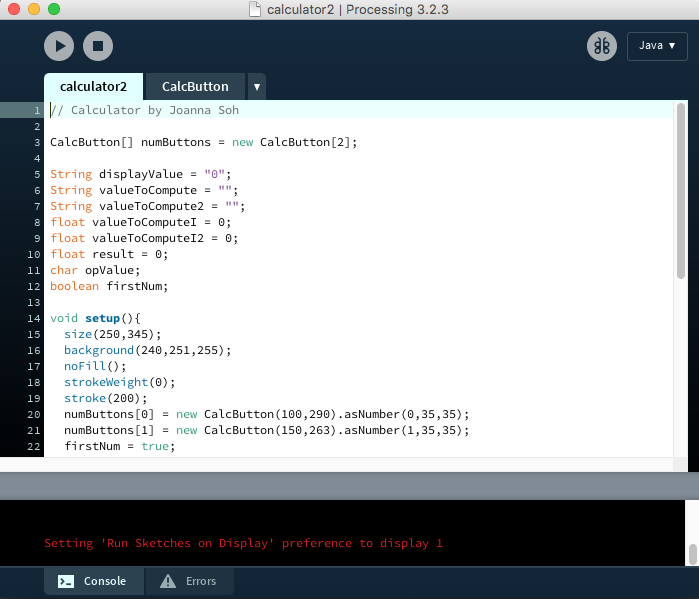 calculator2 | Processing 3.2.3
Java ▼
calculator2 CalcButton ▼
1 // Calculator by Joanna Soh
2
3 CalcButton[] numButtons = new CalcButton[2];
4
5 String displayValue = "0";
6 String valueToCompute = "";
7 String valueToCompute2 = "";
8 float valueToComputeI = 0;
9 float valueToComputeI2 = 0;
10 float result = 0;
11 char opValue;
12 boolean firstNum;
13
14 void setup(){
15 size(250,345);
16 background(240,251,255);
17 noFill();
18 strokeWeight(0);
19 stroke(200);
20 numButtons[0] = new CalcButton(100,290).asNumber(0,35,35);
21 numButtons[1] = new CalcButton(150,263).asNumber(1,35,35);
22 firstNum = true;
Setting 'Run Sketches on Display' preference to display 1
Console Errors